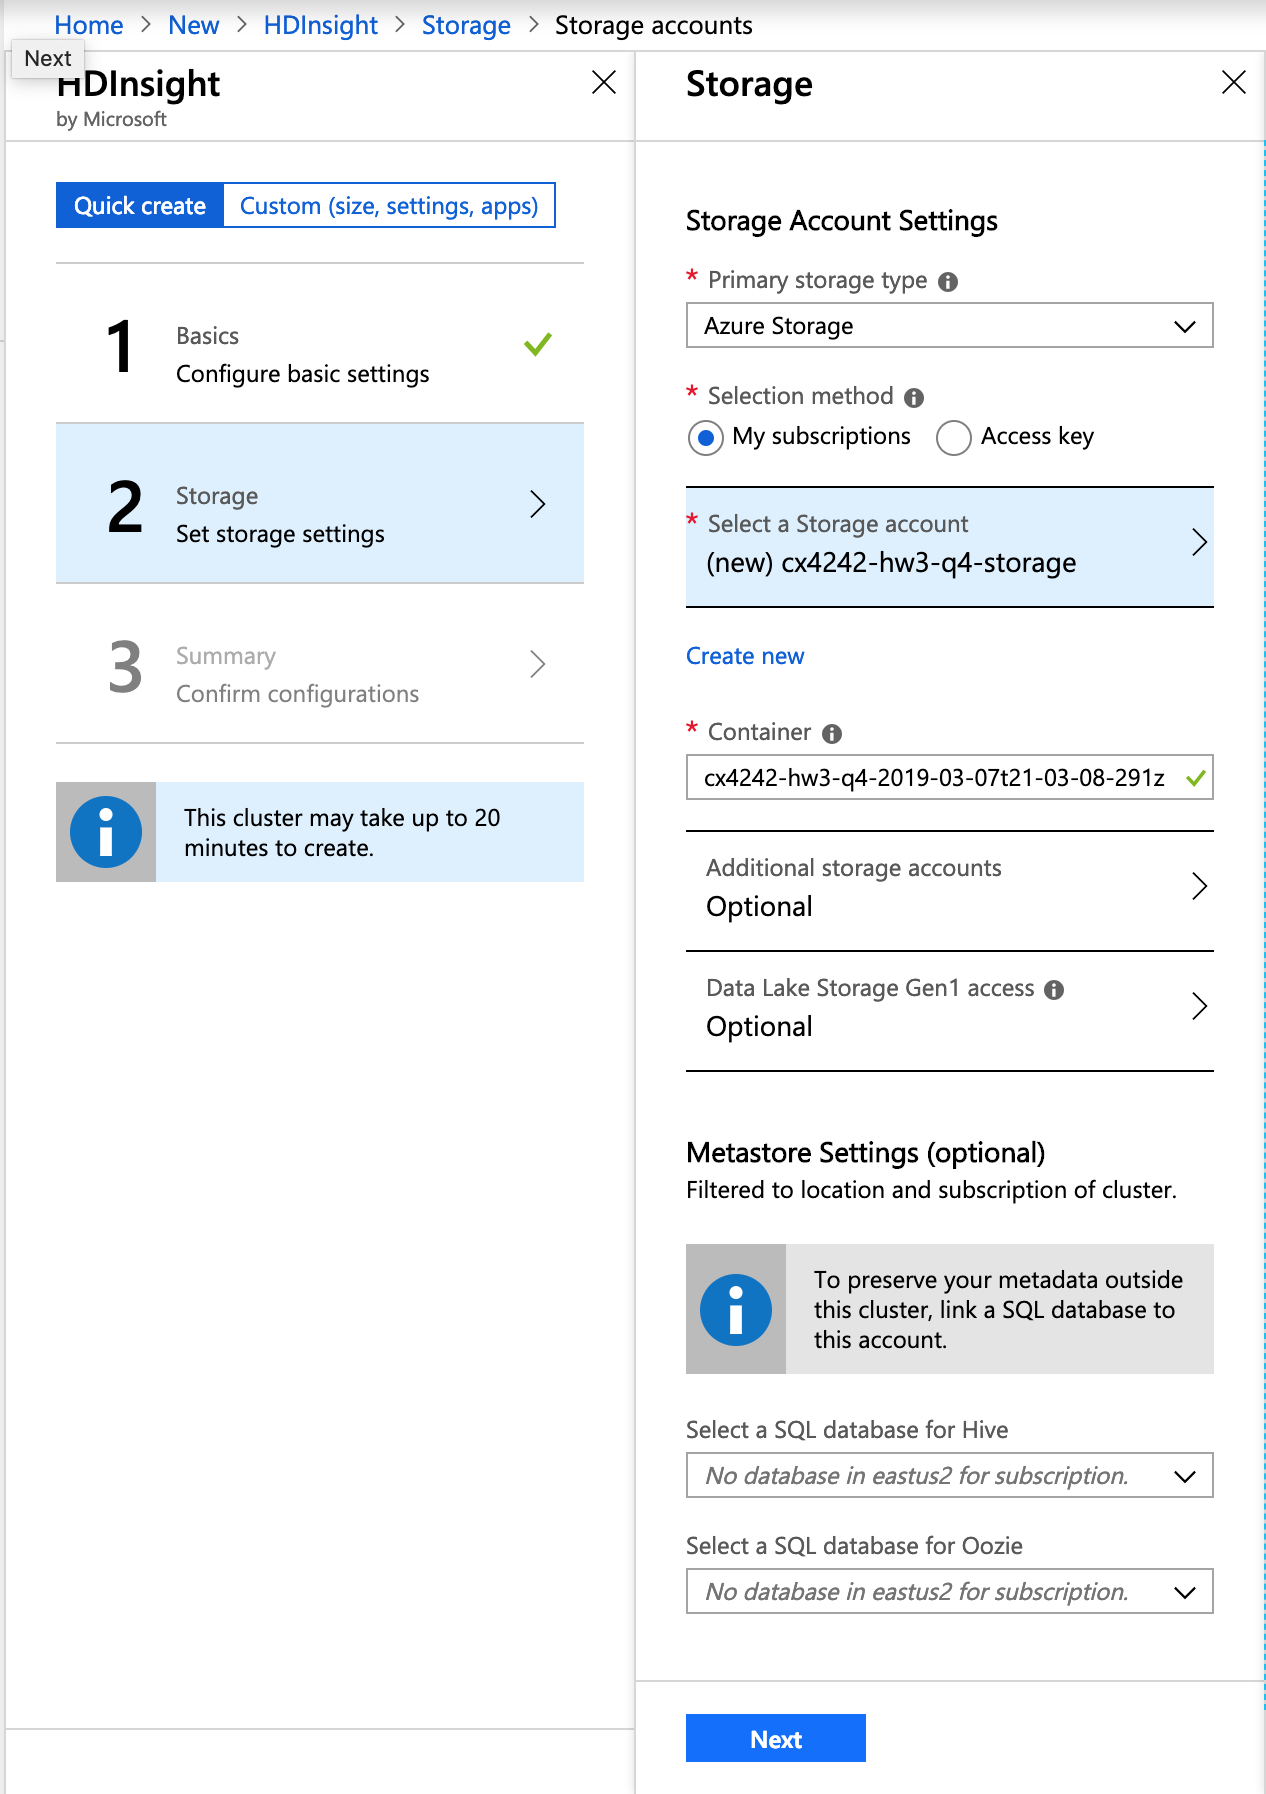 Home > New > HDInsight > Storage > Storage accounts
Next
HDInsight
by Microsoft
Quick create
Custom (size, settings, apps)
1
Basics
Configure basic settings
2
Storage
Set storage settings
3
Summary
Confirm configurations
This cluster may take up to 20
minutes to create.
Storage
Storage Account Settings
* Primary storage type
Azure Storage
* Selection method
My subscriptions
Access key
* Select a Storage account
(new) cx4242-hw3-q4-storage
Create new
* Container
cx4242-hw3-q4-2019-03-07t21-03-08-291z
Additional storage accounts
Optional
Data Lake Storage Gen1 access
Optional
Metastore Settings (optional)
Filtered to location and subscription of cluster.
To preserve your metadata outside
this cluster, link a SQL database to
this account.
Select a SQL database for Hive
No database in eastus2 for subscription.
Select a SQL database for Oozie
No database in eastus2 for subscription.
Next